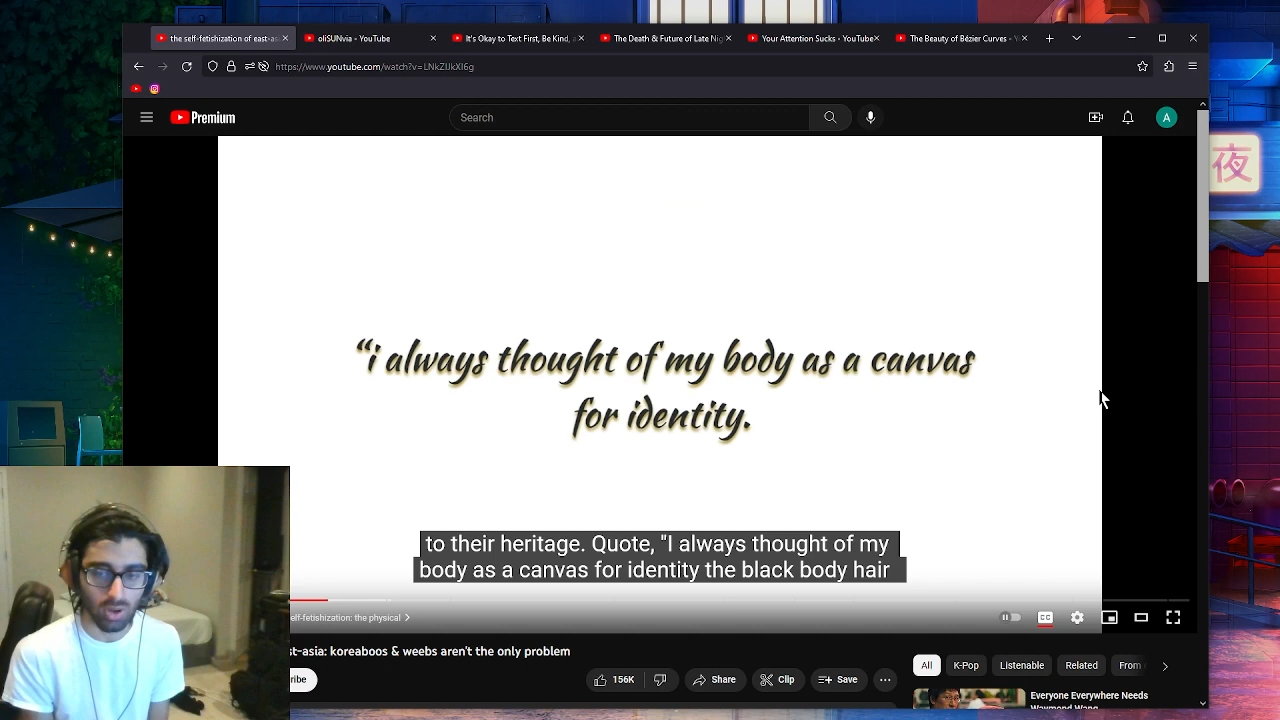 the self-fetishization of east-as
oliSUNvia - YouTube
It's Okay to Text First, Be Kind, a
The Death & Future of Late Nig
Your Attention Sucks - YouTube
The Beauty of Bézier Curves - Y
https://www.youtube.com/watch?v=LNkZIJkXI6g
Premium
Search
A
夜
“i always thought of my body as a canvas
for identity.
to their heritage. Quote, "I always thought of my
body as a canvas for identity the black body hair
elf-fetishization: the physical
CC
st-asia: koreaboos & weebs aren't the only problem
ribe
156K
Share
Clip
Save
All
K-Pop
Listenable
Related
From
Everyone Everywhere Needs
Waymond Wang